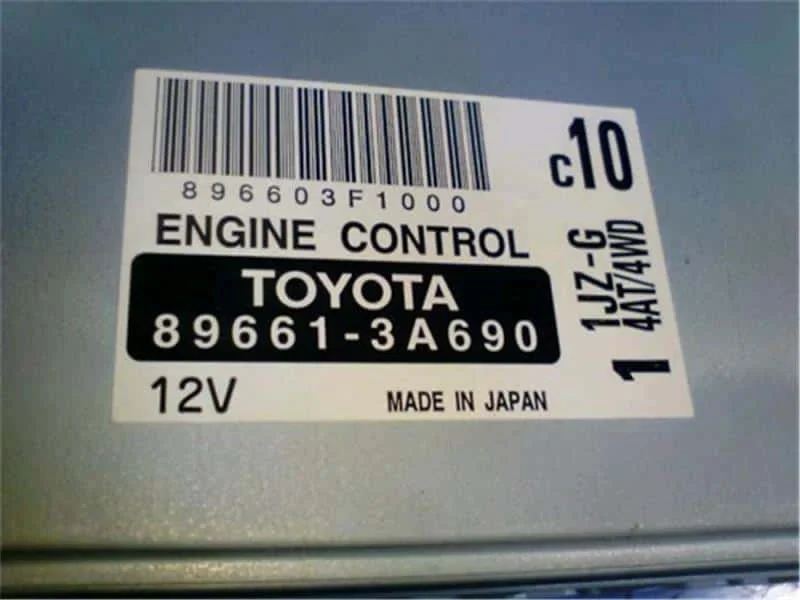 896603F1000
ENGINE CONTROL
TOYOTA
89661-3A690
12V
MADE IN JAPAN
c10
1JZ-G
4AT/4WD
1